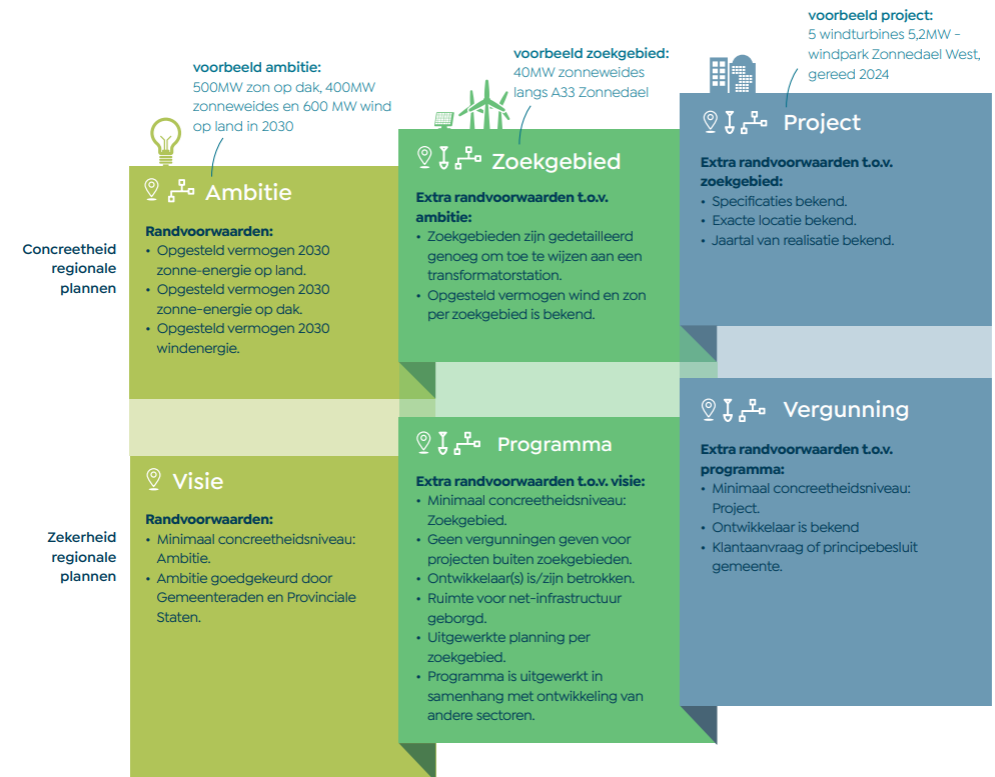 voorbeeld ambitie:
500MW zon op dak, 400MW
zonneweides en 600 MW wind
op land in 2030
voorbeeld zoekgebied:
40MW zonneweides
langs A33 Zonnedael
voorbeeld project:
5 windturbines 5,2MW -
windpark Zonnedael West,
gereed 2024
Concreetheid
regionale
plannen
Ambitie
Randvoorwaarden:
• Opgesteld vermogen 2030
zonne-energie op land.
• Opgesteld vermogen 2030
zonne-energie op dak.
• Opgesteld vermogen 2030
windenergie.
Zoekgebied
Extra randvoorwaarden t.o.v.
ambitie:
• Zoekgebieden zijn gedetailleerd
genoeg om toe te wijzen aan een
transformatorstation.
• Opgesteld vermogen wind en zon
per zoekgebied is bekend.
Project
Extra randvoorwaarden t.o.v.
zoekgebied:
• Specificaties bekend.
• Exacte locatie bekend.
• Jaartal van realisatie bekend.
Zekerheid
regionale
plannen
Visie
Randvoorwaarden:
• Minimaal concreetheidsniveau:
Ambitie.
• Ambitie goedgekeurd door
Gemeenteraden en Provinciale
Staten.
Programma
Extra randvoorwaarden t.o.v. visie:
• Minimaal concreetheidsniveau:
Zoekgebied.
• Geen vergunningen geven voor
projecten buiten zoekgebieden.
• Ontwikkelaar(s) is/zijn betrokken.
• Ruimte voor net-infrastructuur
geborgd.
• Uitgewerkte planning per
zoekgebied.
• Programma is uitgewerkt in
samenhang met ontwikkeling van
andere sectoren.
Vergunning
Extra randvoorwaarden t.o.v.
programma:
• Minimaal concreetheidsniveau:
Project.
• Ontwikkelaar is bekend
• Klantaanvraag of principebesluit
gemeente.